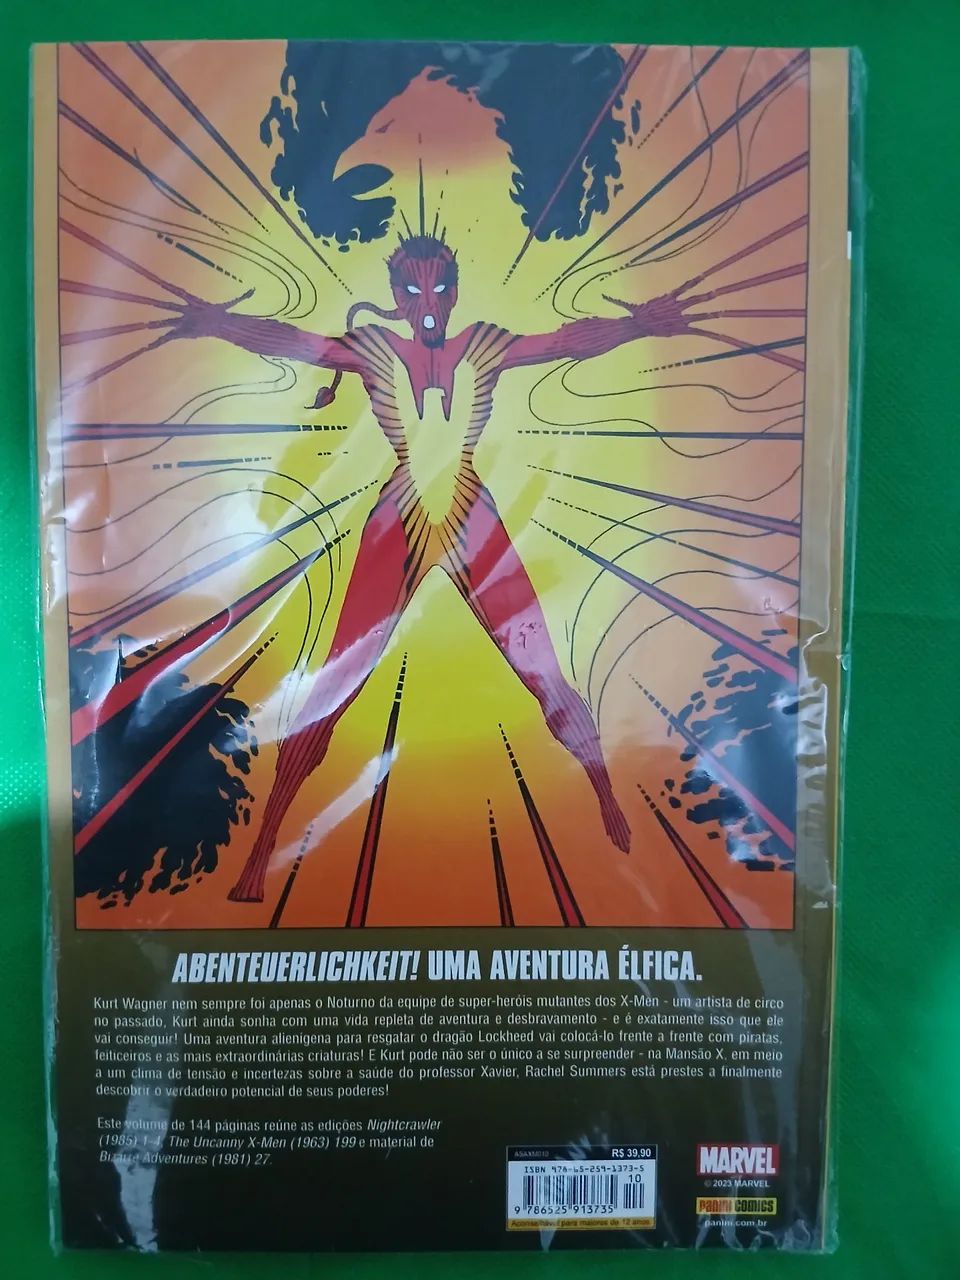 ABENTEUERLICHKEIT! UMA AVENTURA ÉLFICA.
Kurt Wagner nem sempre foi apenas o Noturno da equipe de super-heróis mutantes dos X-Men - um artista de circo
no passado, Kurt ainda sonha com uma vida repleta de aventura e desbravamento - e é exatamente isso que ele
vai conseguir! Uma aventura alienígena para resgatar o dragão Lockheed vai colocá-lo frente a frente com piratas,
feiticeiros e as mais extraordinárias criaturas! E Kurt pode não ser o único a se surpreender - na Mansão X, em meio
a um clima de tensão e incertezas sobre a saúde do professor Xavier, Rachel Summers está prestes a finalmente
descobrir o verdadeiro potencial de seus poderes!
Este volume de 144 páginas reúne as edições Nightcrawler
(1985) 1-4, The Uncanny X-Men (1963) 199 e material de
Bizarre Adventures (1981) 27.
ASAXM010 R$ 39,90
ISBN 978-65-259-1373-5
10
9 786525 913735
Aconselhável para maiores de 12 anos
MARVEL
© 2023 MARVEL
PANINI COMICS
panini.com.br